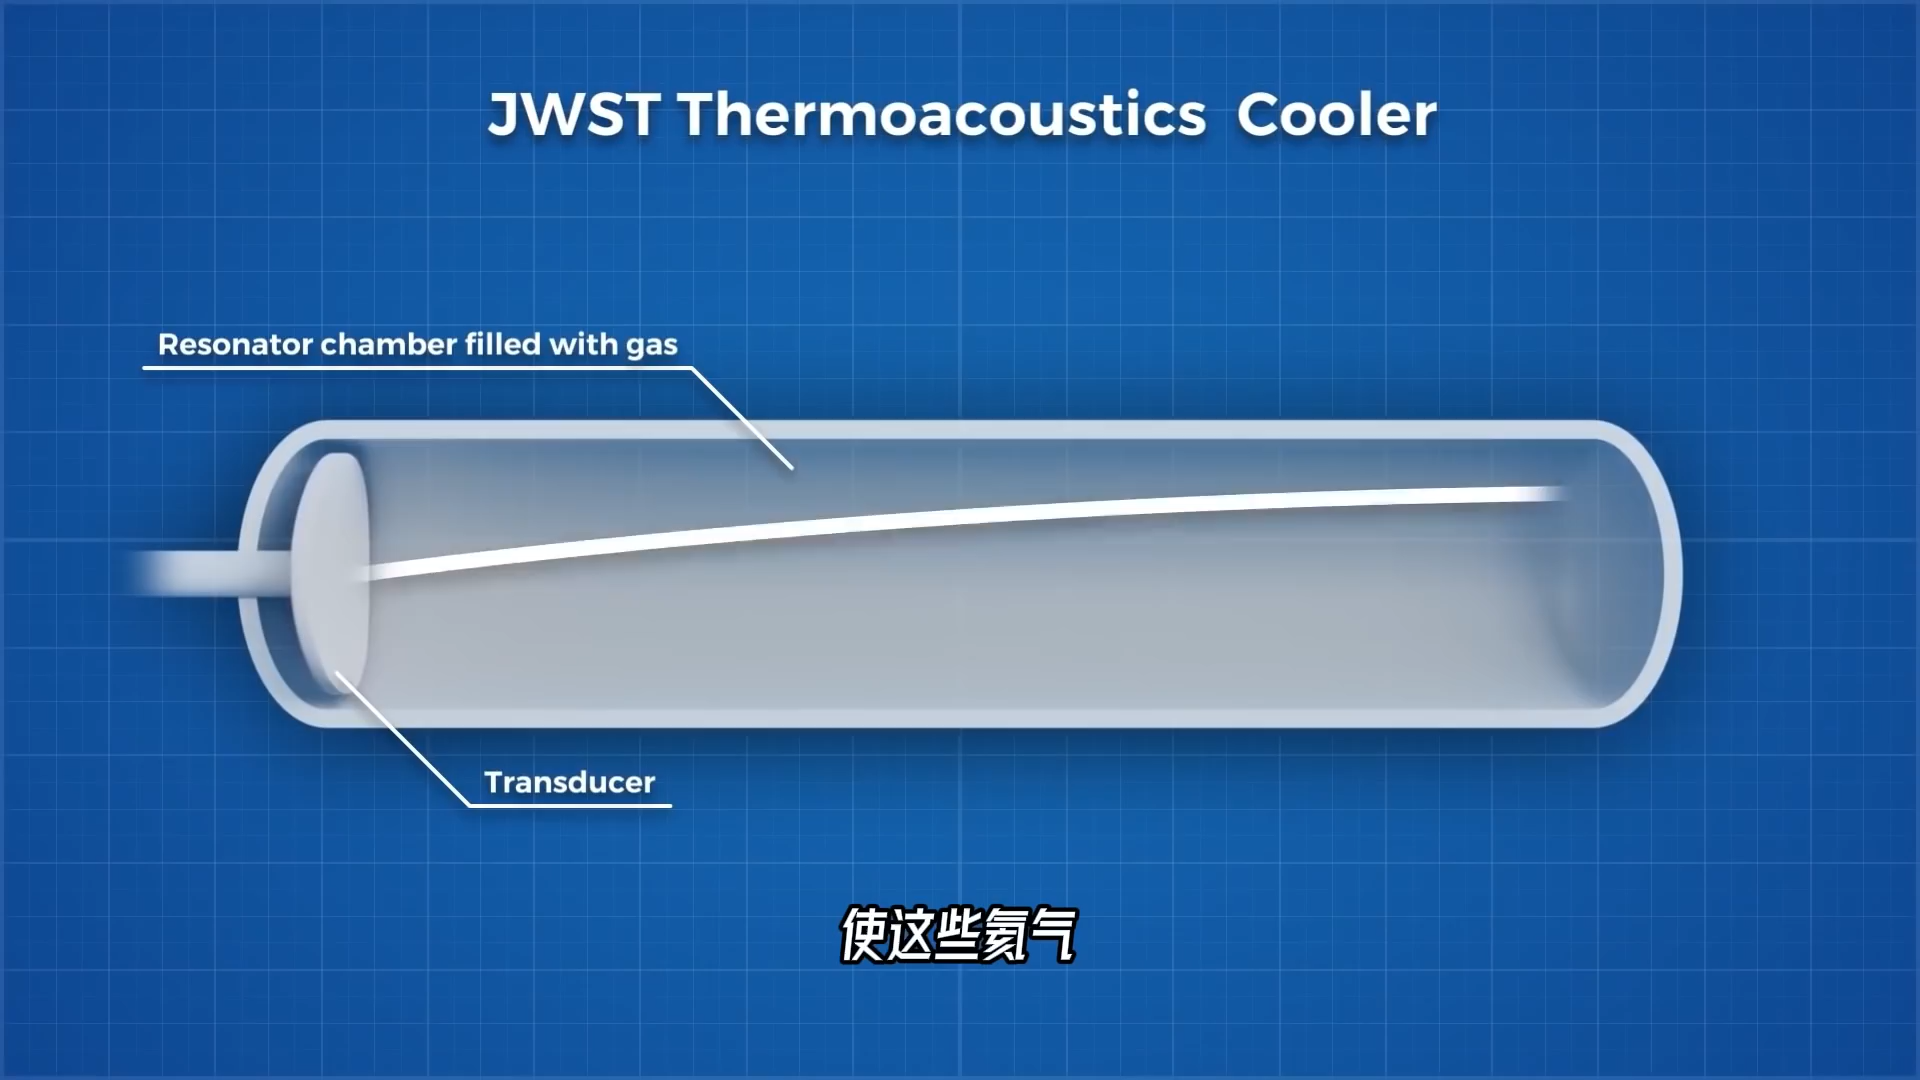 JWST Thermoacoustics Cooler
Resonator chamber filled with gas
Transducer
使这些氦气